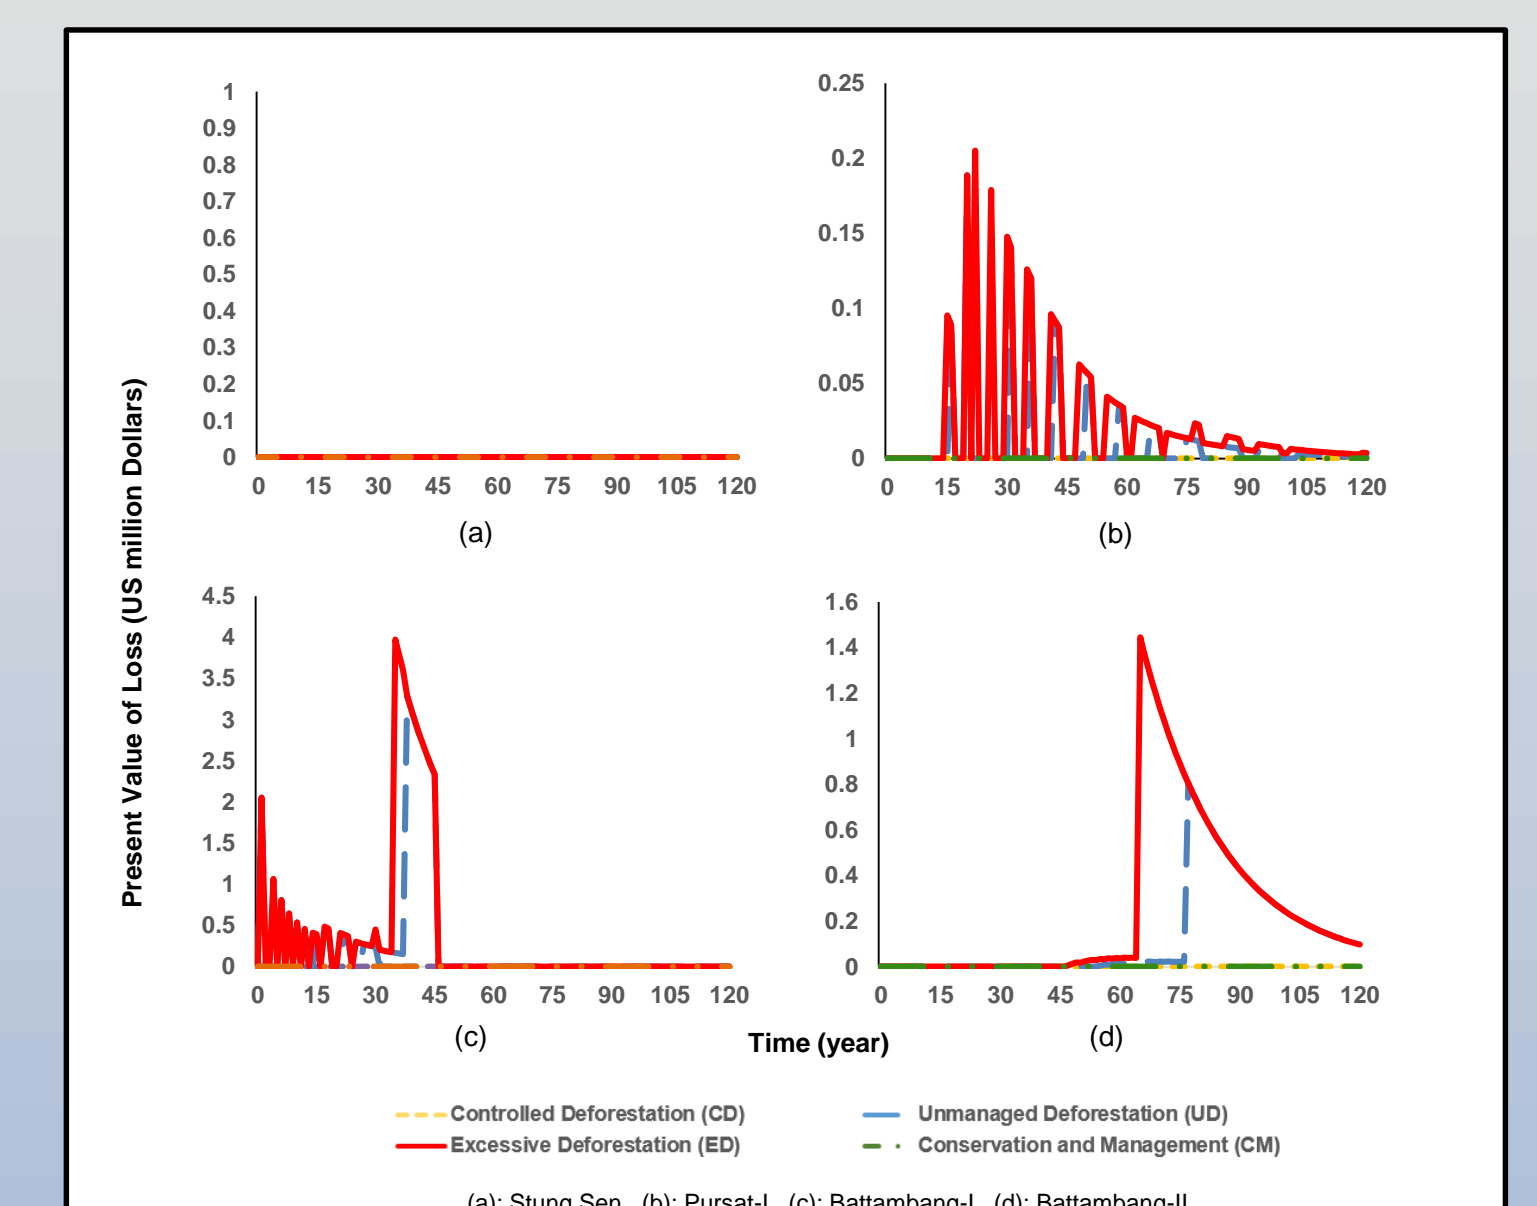 1
0.9
0.8
0.7
0.6
0.5
0.4
0.3
0.2
0.1
0
0 15 30 45 60 75 90 105 120
(a)
0.25
0.2
0.15
0.1
0.05
0
0 15 30 45 60 75 90 105 120
(b)
Present Value of Loss (US million Dollars)
4.5
4
3.5
3
2.5
2
1.5
1
0.5
0
0 15 30 45 60 75 90 105 120
(c)
1.6
1.4
1.2
1
0.8
0.6
0.4
0.2
0
0 15 30 45 60 75 90 105 120
(d)
Time (year)
Controlled Deforestation (CD) Unmanaged Deforestation (UD)
Excessive Deforestation (ED) Conservation and Management (CM)
(a): Stung Sen (b): Pursat-I (c): Battambang-I (d): Battambang-II